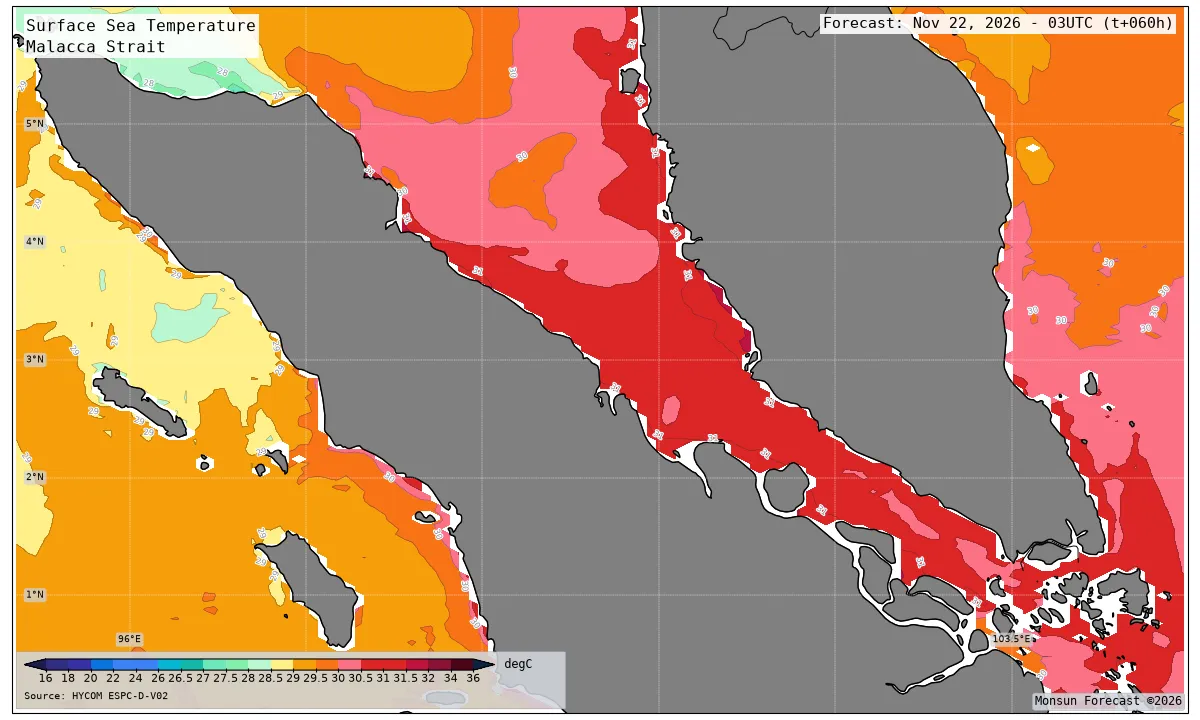 Surface Sea Temperature
Malacca Strait
Forecast: Nov 22, 2026 - 03UTC (t+060h)
5°N
4°N
3°N
2°N
1°N
96°E
103.5°E
degC
16 18 20 22 24 26 26.5 27 27.5 28 28.5 29 29.5 30 30.5 31 31.5 32 33 34 36
Source: HYCOM ESPC-D-V02
Monsun Forecast ©2026